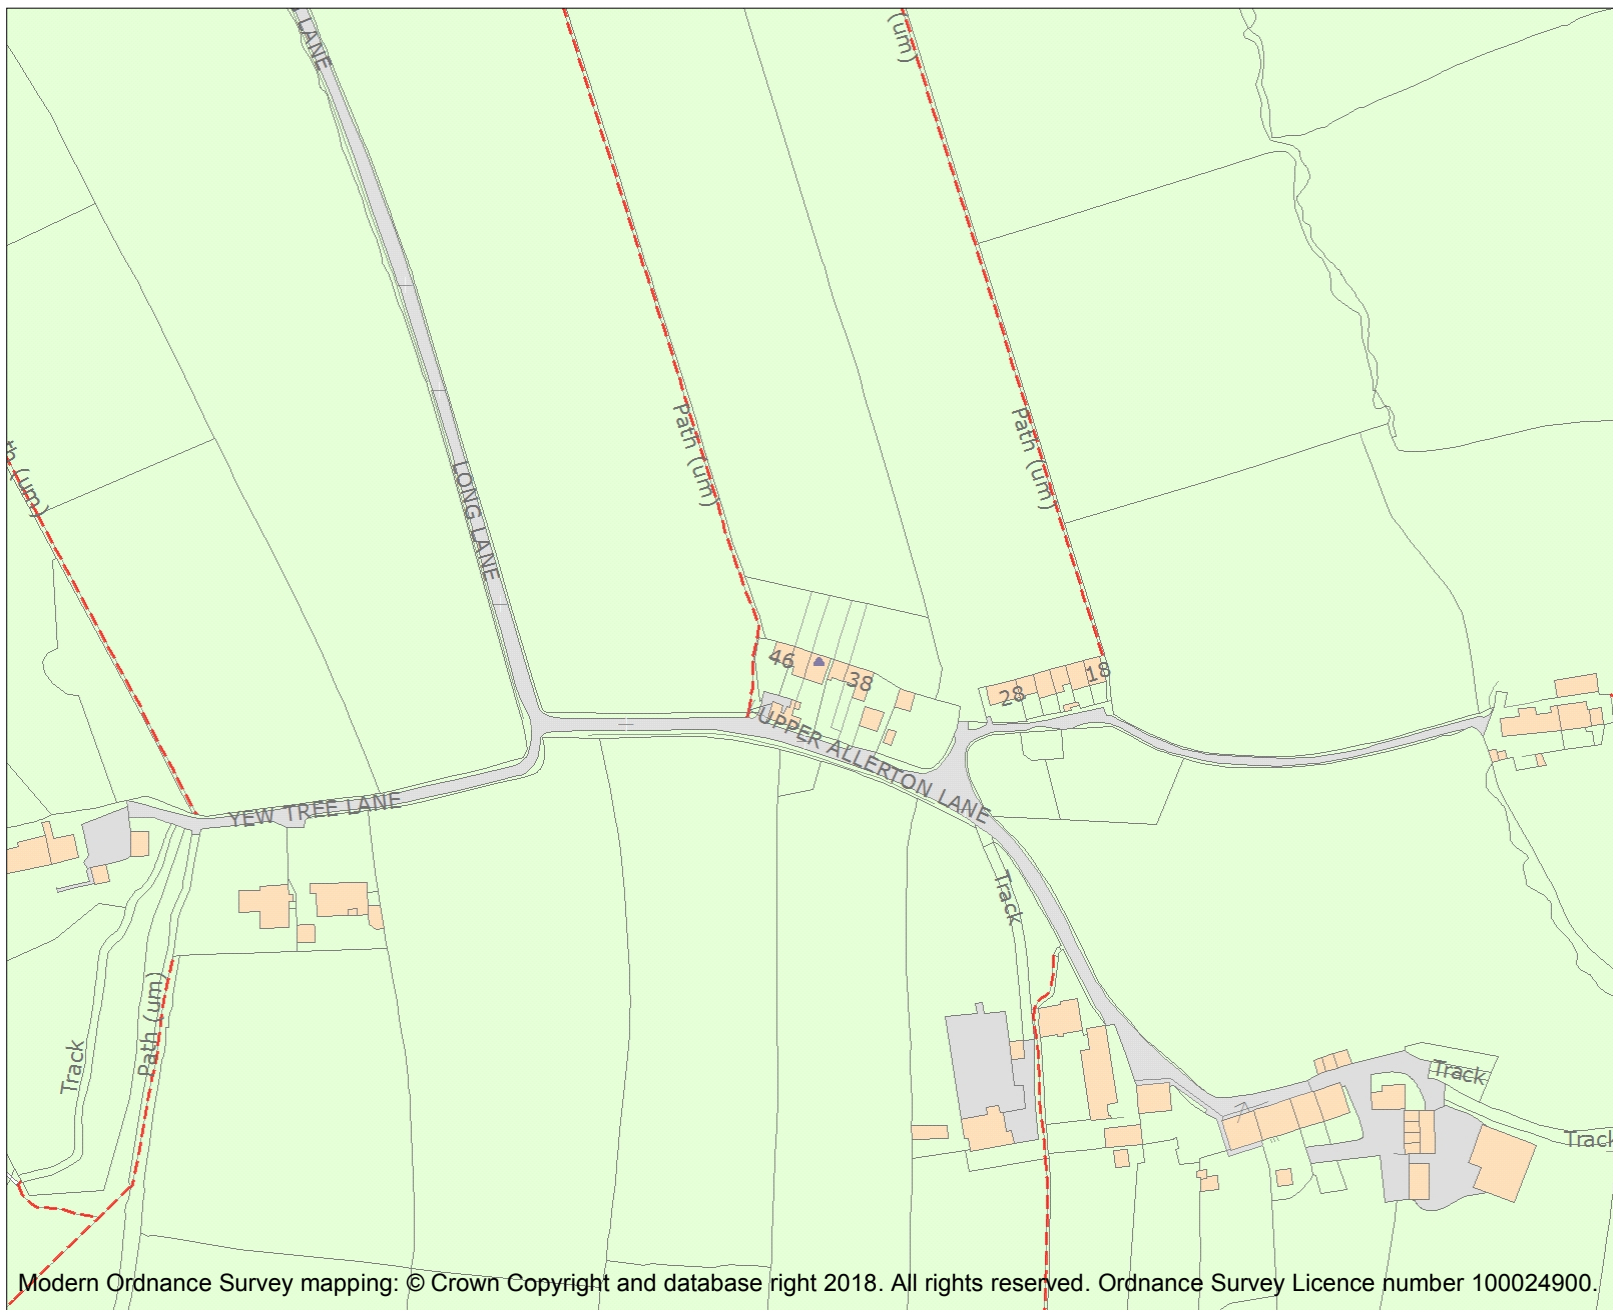 LANE
(um)
Path (um)
Path (um)
th (um)
LONG LANE
46
38
28
18
UPPER ALLERTON LANE
YEW TREE LANE
Track
Path (um)
Track
Track
Track
Modern Ordnance Survey mapping: © Crown Copyright and database right 2018. All rights reserved. Ordnance Survey Licence number 100024900.